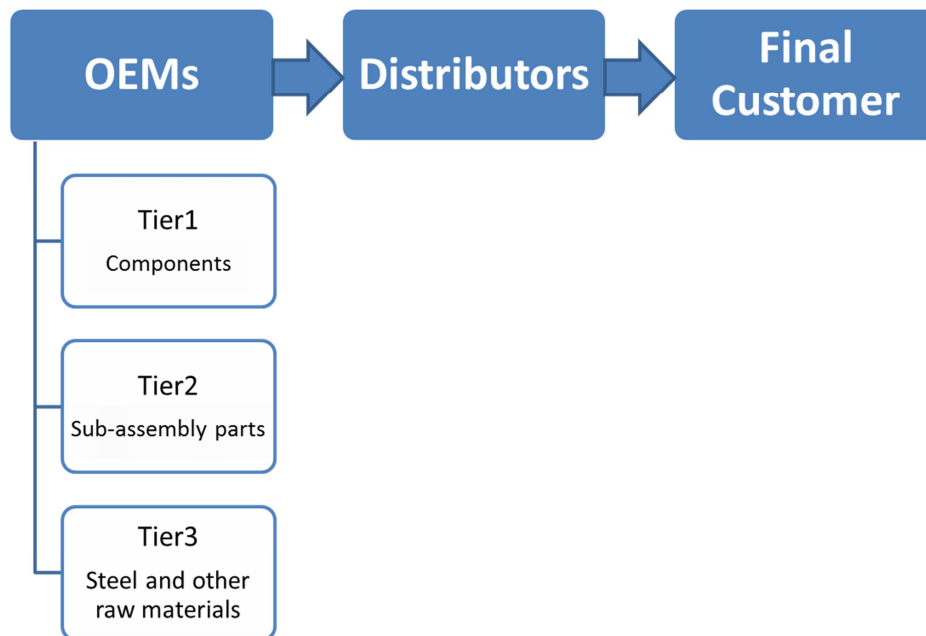 OEMs
Distributors
Final
Customer
Tier1
Components
Tier2
Sub-assembly parts
Tier3
Steel and other
raw materials